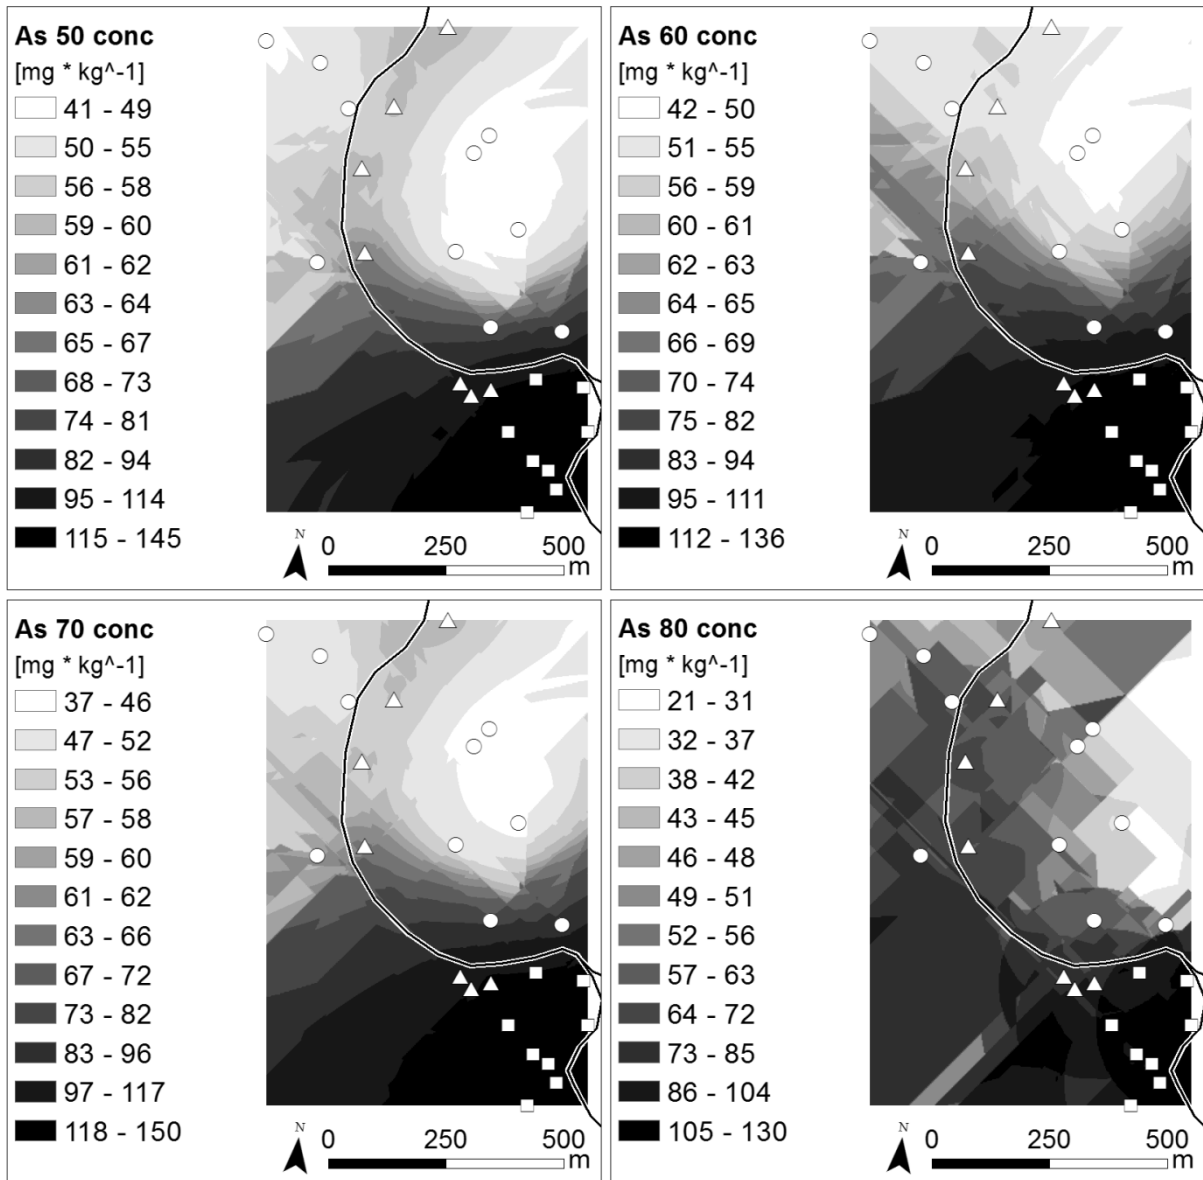 As 50 conc
[mg * kg^-1]
41 - 49
50 - 55
56 - 58
59 - 60
61 - 62
63 - 64
65 - 67
68 - 73
74 - 81
82 - 94
95 - 114
115 - 145
N
0 250 500
m
As 60 conc
[mg * kg^-1]
42 - 50
51 - 55
56 - 59
60 - 61
62 - 63
64 - 65
66 - 69
70 - 74
75 - 82
83 - 94
95 - 111
112 - 136
N
0 250 500
m
As 70 conc
[mg * kg^-1]
37 - 46
47 - 52
53 - 56
57 - 58
59 - 60
61 - 62
63 - 66
67 - 72
73 - 82
83 - 96
97 - 117
118 - 150
N
0 250 500
m
As 80 conc
[mg * kg^-1]
21 - 31
32 - 37
38 - 42
43 - 45
46 - 48
49 - 51
52 - 56
57 - 63
64 - 72
73 - 85
86 - 104
105 - 130
N
0 250 500
m